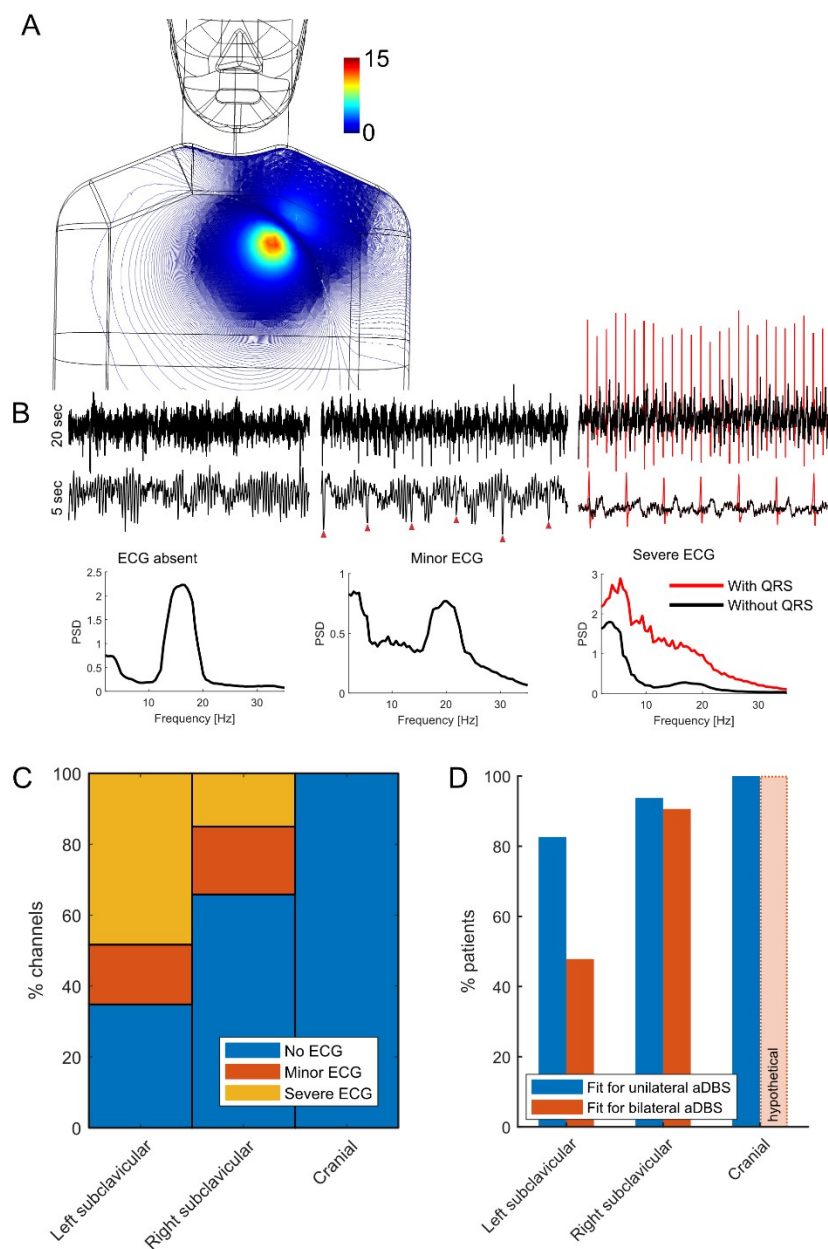 A
15
0
B
20 sec
5 sec
ECG absent
Minor ECG
Severe ECG
2.5
2
1.5
1
0.5
0
PSD
10
20
30
Frequency [Hz]
1
0.5
0
PSD
10
20
30
Frequency [Hz]
3
2
1
0
PSD
With QRS
Without QRS
10
20
30
Frequency [Hz]
C
100
80
60
40
20
0
% channels
No ECG
Minor ECG
Severe ECG
Left subclavicular
Right subclavicular
Cranial
D
100
80
60
40
20
0
% patients
Fit for unilateral aDBS
Fit for bilateral aDBS
hypothetical
Left subclavicular
Right subclavicular
Cranial